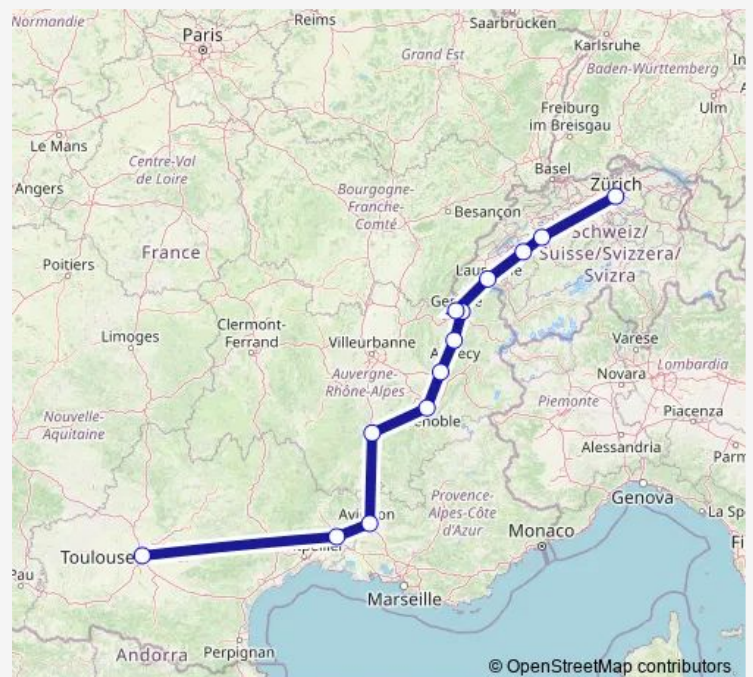 Normandie
Reims
Saarbrücken
Paris
Grand Est
Karlsruhe
Baden-Württemberg
Le Mans
Freiburg
im Breisgau
Ulm
Centre-Val
de Loire
Angers
Basel
Zürich
Bourgogne-
Franche-
Comté
Besançon
France
Schweiz/
Suisse/Svizzera/
Svizra
Poitiers
Limoges
Clermont-
Ferrand
Villeurbanne
Varese
Auvergne-
Rhône-Alpes
Novara
Lombardia
Nouvelle-
Aquitaine
Piemonte
Piacenza
Alessandria
Genova
Provence-
Alpes-Côte
d'Azur
Monaco
Toulouse
Marseille
Andorra
Perpignan
© OpenStreetMap contributors